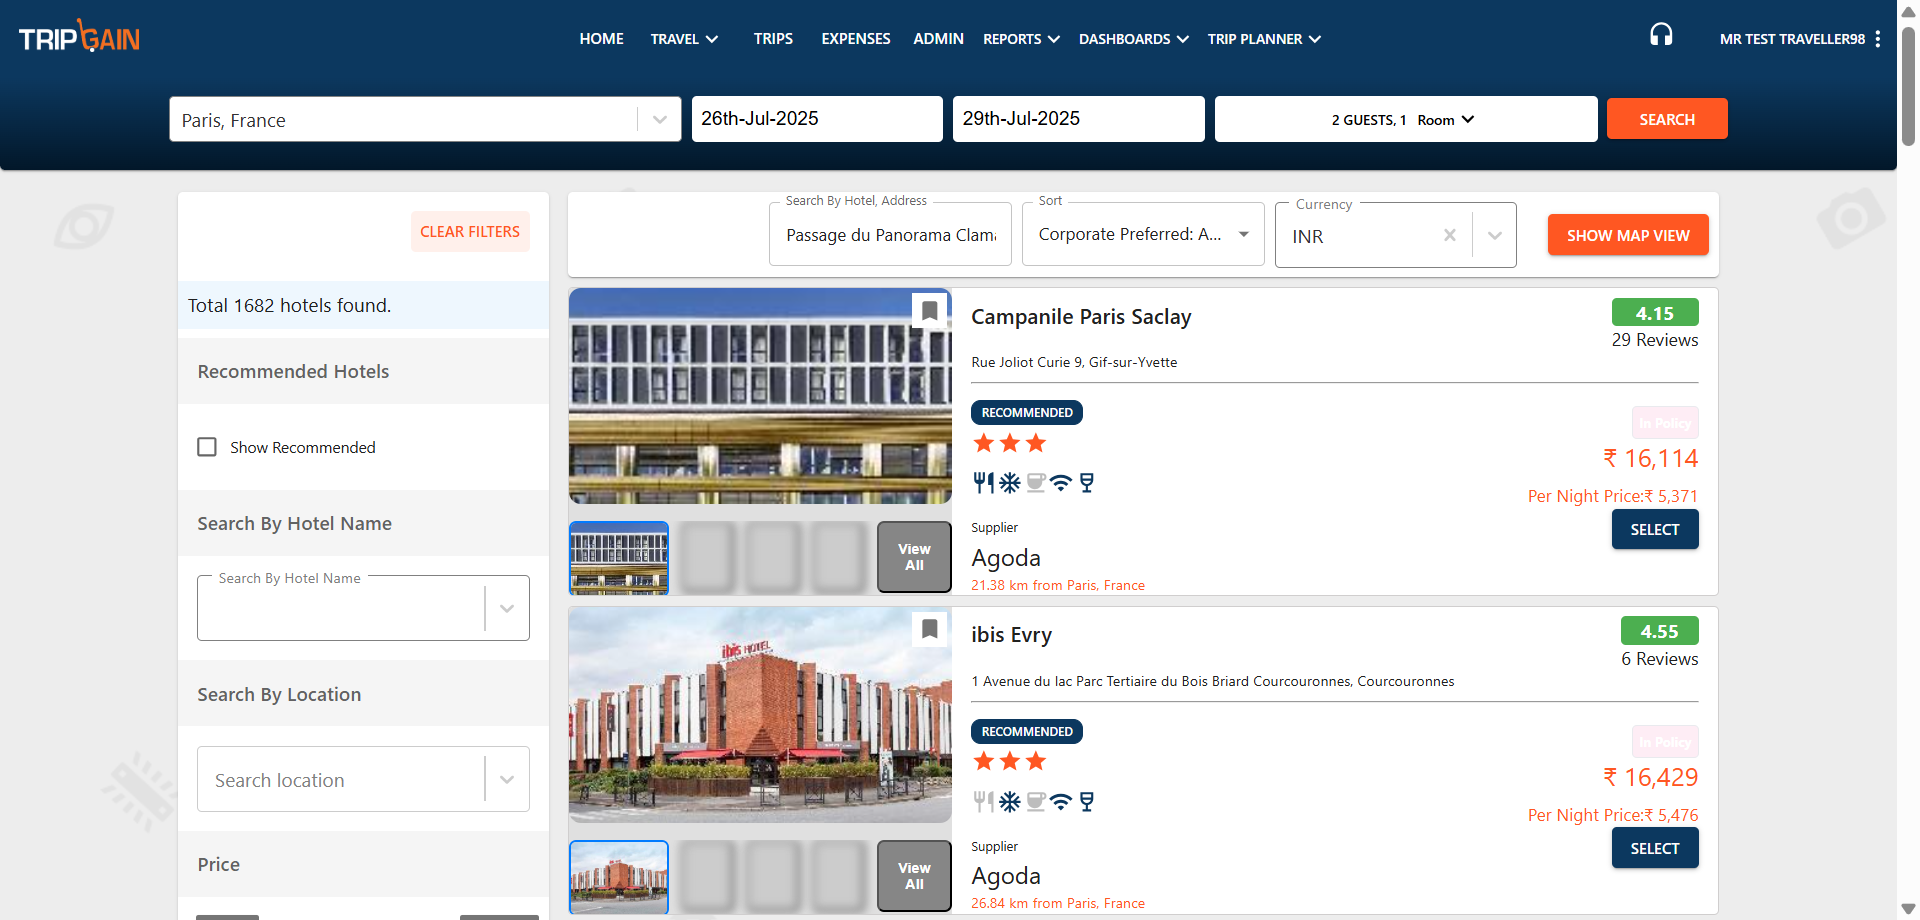 TRIPGAIN
HOME
TRAVEL
TRIPS
EXPENSES
ADMIN
REPORTS
DASHBOARDS
TRIP PLANNER
MR TEST TRAVELLER98
Paris, France
26th-Jul-2025
29th-Jul-2025
2 GUESTS, 1 Room
SEARCH
CLEAR FILTERS
Total 1682 hotels found.
Recommended Hotels
Show Recommended
Search By Hotel Name
Search By Hotel Name
Search By Location
Search location
Price
Search By Hotel, Address
Passage du Panorama Clama
Sort
Corporate Preferred: A...
Currency
INR
SHOW MAP VIEW
Campanile Paris Saclay
4.15
29 Reviews
Rue Joliot Curie 9, Gif-sur-Yvette
RECOMMENDED
In Policy
₹ 16,114
Per Night Price:₹ 5,371
SELECT
Supplier
Agoda
21.38 km from Paris, France
View
All
ibis HOTEL
ibis Evry
4.55
6 Reviews
1 Avenue du lac Parc Tertiaire du Bois Briard Courcouronnes, Courcouronnes
RECOMMENDED
In Policy
₹ 16,429
Per Night Price:₹ 5,476
SELECT
Supplier
Agoda
26.84 km from Paris, France
View
All